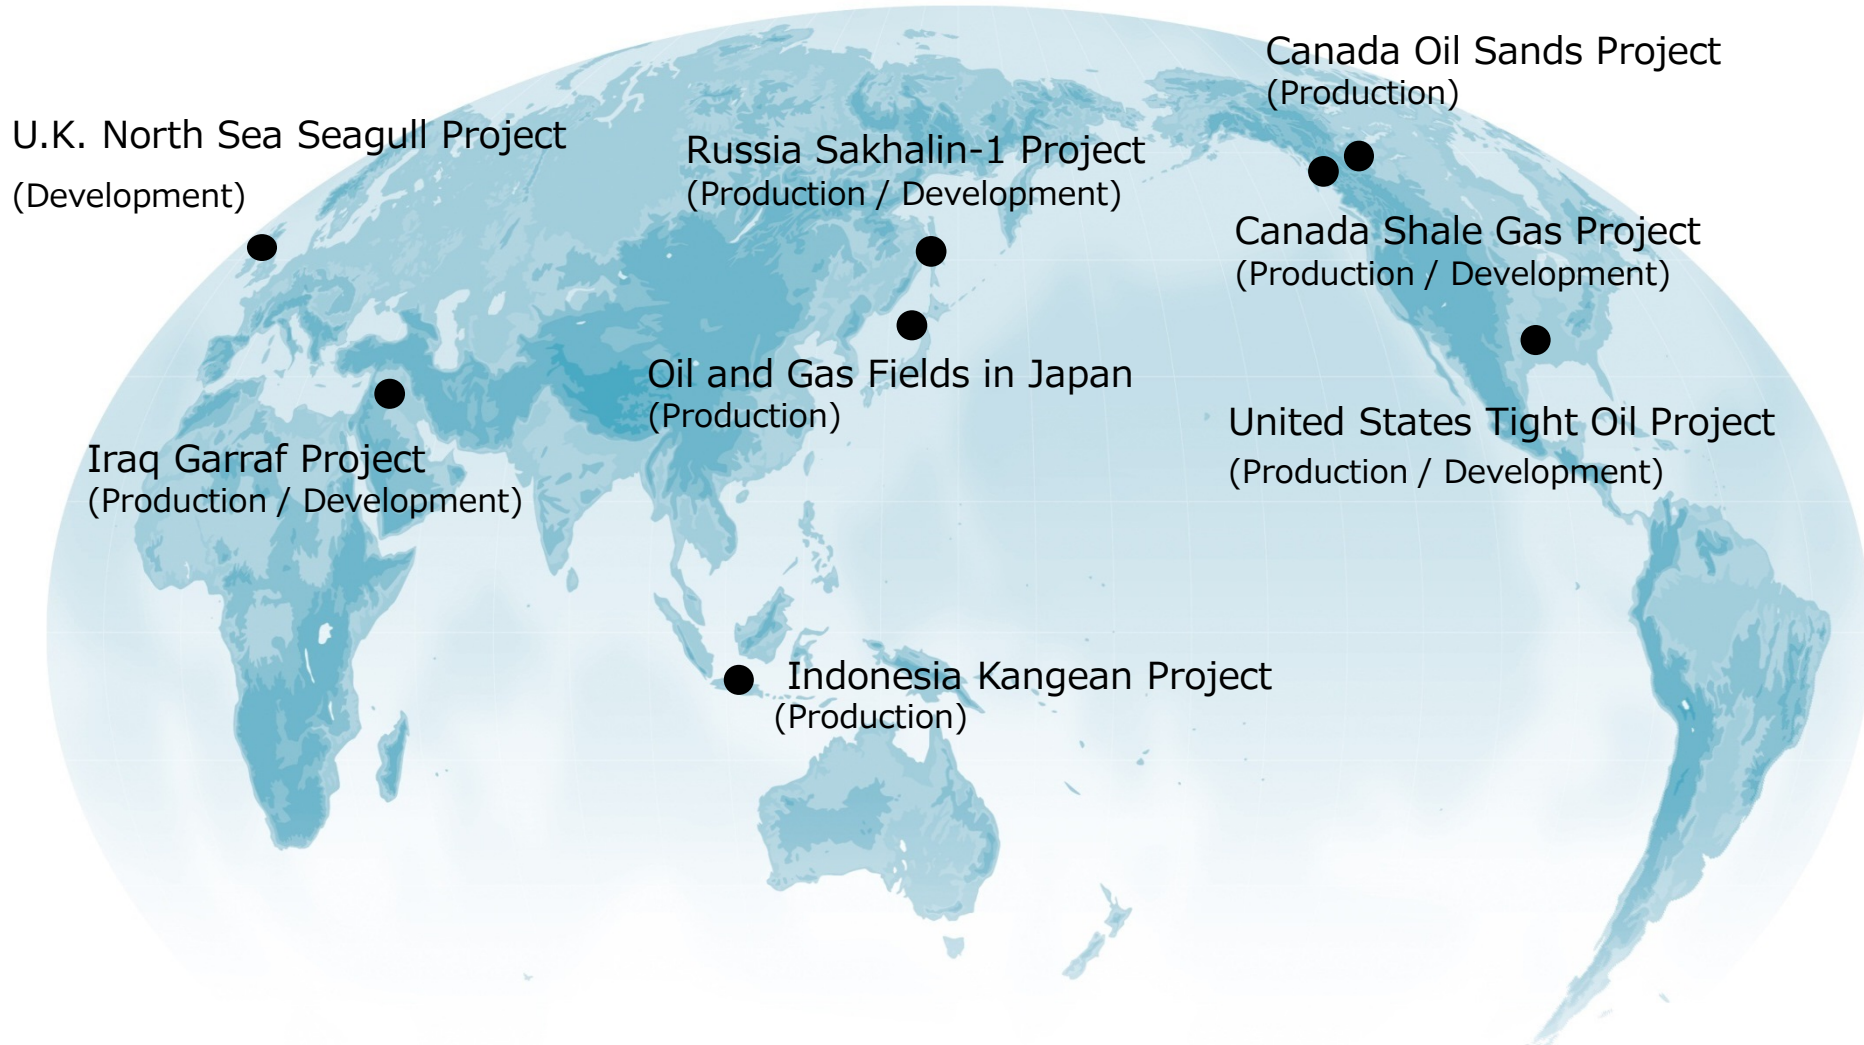 Canada Oil Sands Project
(Production)
U.K. North Sea Seagull Project
(Development)
Russia Sakhalin-1 Project
(Production / Development)
Canada Shale Gas Project
(Production / Development)
Oil and Gas Fields in Japan
(Production)
United States Tight Oil Project
(Production / Development)
Iraq Garraf Project
(Production / Development)
Indonesia Kangean Project
(Production)